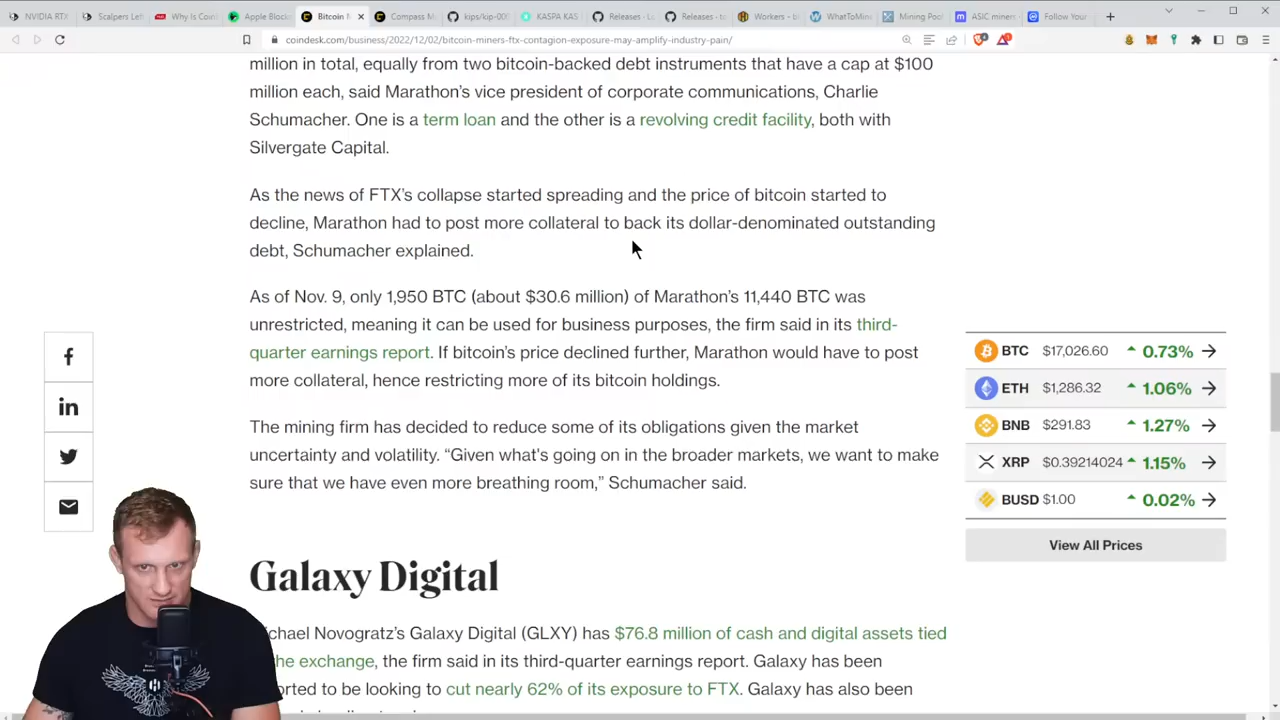 NVIDIA RTX
Scalpers Left
Why Is Coin
Apple Block
Bitcoin M
Compass M
kips/kip-00
KASPA KAS
Releases · L
Releases · t
Workers – b
WhatToMin
Mining Poo
ASIC miners
Follow Your
coindesk.com/business/2022/12/02/bitcoin-miners-ftx-contagion-exposure-may-amplify-industry-pain/
million in total, equally from two bitcoin-backed debt instruments that have a cap at $100
million each, said Marathon's vice president of corporate communications, Charlie
Schumacher. One is a term loan and the other is a revolving credit facility, both with
Silvergate Capital.
As the news of FTX's collapse started spreading and the price of bitcoin started to
decline, Marathon had to post more collateral to back its dollar-denominated outstanding
debt, Schumacher explained.
As of Nov. 9, only 1,950 BTC (about $30.6 million) of Marathon's 11,440 BTC was
unrestricted, meaning it can be used for business purposes, the firm said in its third-
quarter earnings report. If bitcoin's price declined further, Marathon would have to post
more collateral, hence restricting more of its bitcoin holdings.
The mining firm has decided to reduce some of its obligations given the market
uncertainty and volatility. “Given what's going on in the broader markets, we want to make
sure that we have even more breathing room,” Schumacher said.
Galaxy Digital
chael Novogratz's Galaxy Digital (GLXY) has $76.8 million of cash and digital assets tied
he exchange, the firm said in its third-quarter earnings report. Galaxy has been
orted to be looking to cut nearly 62% of its exposure to FTX. Galaxy has also been
BTC $17,026.60 0.73%
ETH $1,286.32 1.06%
BNB $291.83 1.27%
XRP $0.39214024 1.15%
BUSD $1.00 0.02%
View All Prices